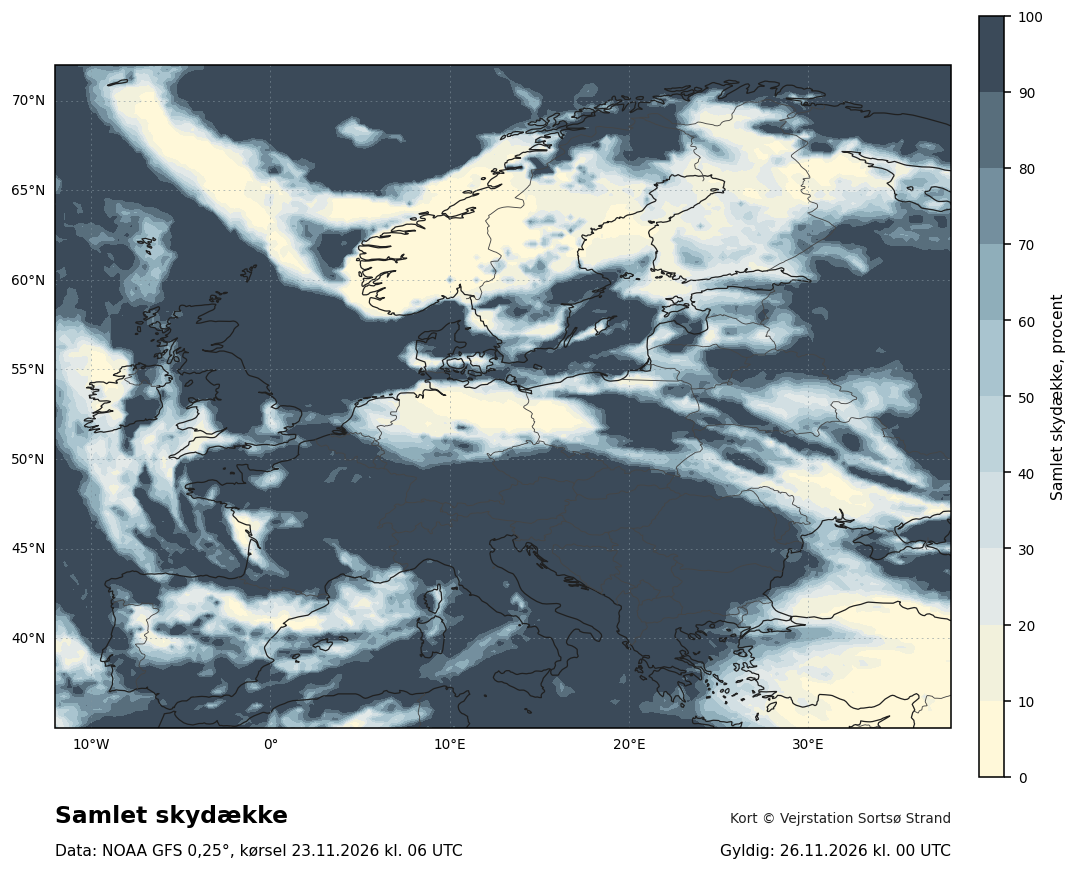 100
90
80
70
60
50
40
30
20
10
0
Samlet skydække, procent
70°N
65°N
60°N
55°N
50°N
45°N
40°N
10°W
0°
10°E
20°E
30°E
Samlet skydække
Kort © Vejrstation Sortsø Strand
Data: NOAA GFS 0,25°, kørsel 23.11.2026 kl. 06 UTC
Gyldig: 26.11.2026 kl. 00 UTC